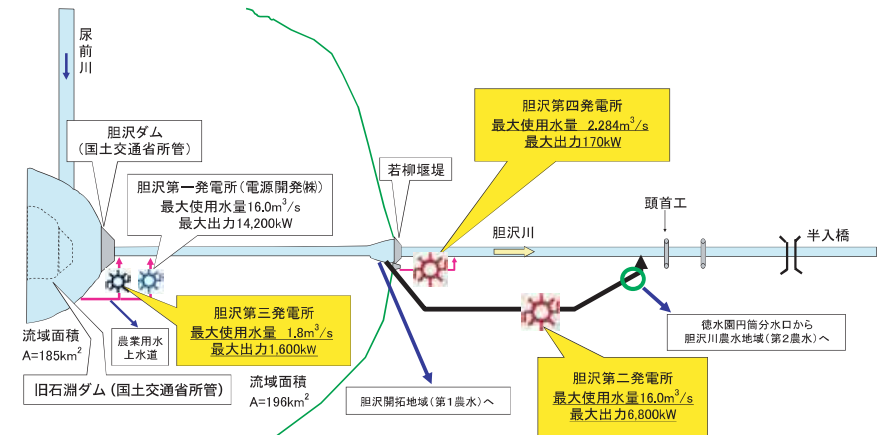 尿前川
胆沢ダム
（国土交通省所管）
胆沢第一発電所（電源開発㈱）
最大使用水量16.0m³/s
最大出力14,200kW
胆沢第四発電所
最大使用水量 2.284m³/s
最大出力170kW
若柳堰堤
胆沢川
頭首工
半入橋
胆沢第三発電所
最大使用水量 1.8m³/s
最大出力1,600kW
農業用水
上水道
流域面積
A=185km²
旧石淵ダム（国土交通省所管）
流域面積
A=196km²
胆沢開拓地域（第１農水）へ
徳水園円筒分水口から
胆沢川農水地域（第２農水）へ
胆沢第二発電所
最大使用水量16.0m³/s
最大出力6,800kW